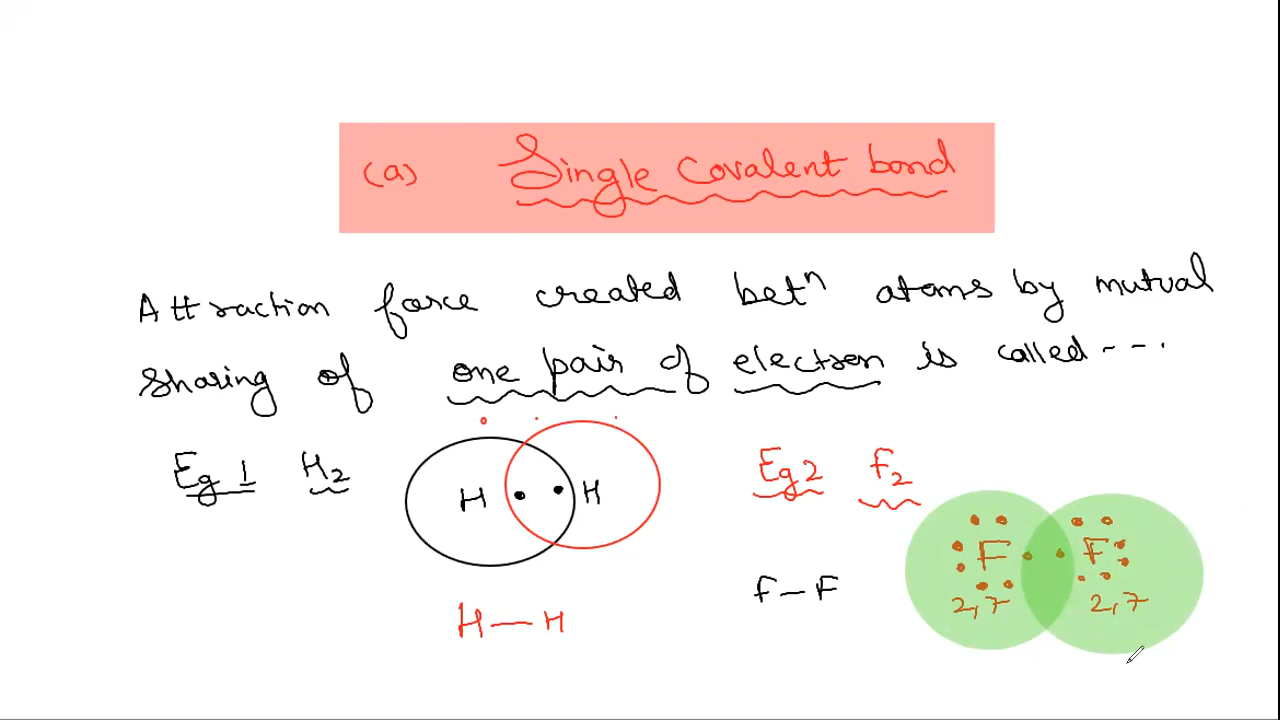 (a) Single Covalent bond
Attraction force created betⁿ atoms by mutual
sharing of one pair of electron is called ---.
Eg 1 H₂
H H
H — H
Eg 2 F₂
F F
2,7 2,7
F — F